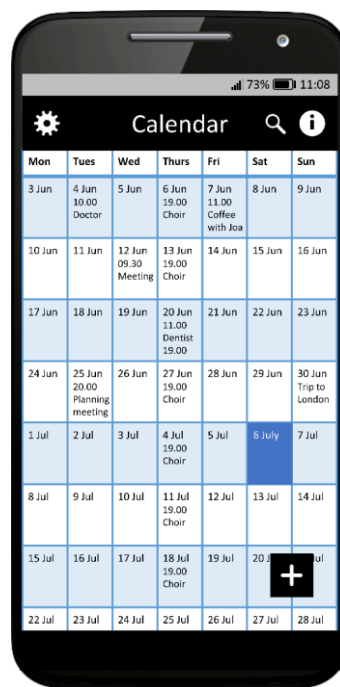 73% 11:08
Calendar
Mon Tues Wed Thurs Fri Sat Sun
3 Jun 4 Jun 5 Jun 6 Jun 7 Jun 8 Jun 9 Jun
10.00 19.00 11.00
Doctor Choir Coffee
with Joa
10 Jun 11 Jun 12 Jun 13 Jun 14 Jun 15 Jun 16 Jun
09.30 19.00
Meeting Choir
17 Jun 18 Jun 19 Jun 20 Jun 21 Jun 22 Jun 23 Jun
11.00
Dentist
19.00
24 Jun 25 Jun 26 Jun 27 Jun 28 Jun 29 Jun 30 Jun
20.00 19.00 Trip to
Planning Choir London
meeting
1 Jul 2 Jul 3 Jul 4 Jul 5 Jul 6 July 7 Jul
19.00
Choir
8 Jul 9 Jul 10 Jul 11 Jul 12 Jul 13 Jul 14 Jul
19.00
Choir
15 Jul 16 Jul 17 Jul 18 Jul 19 Jul 20
19.00
Choir
22 Jul 23 Jul 24 Jul 25 Jul 26 Jul 27 Jul 28 Jul